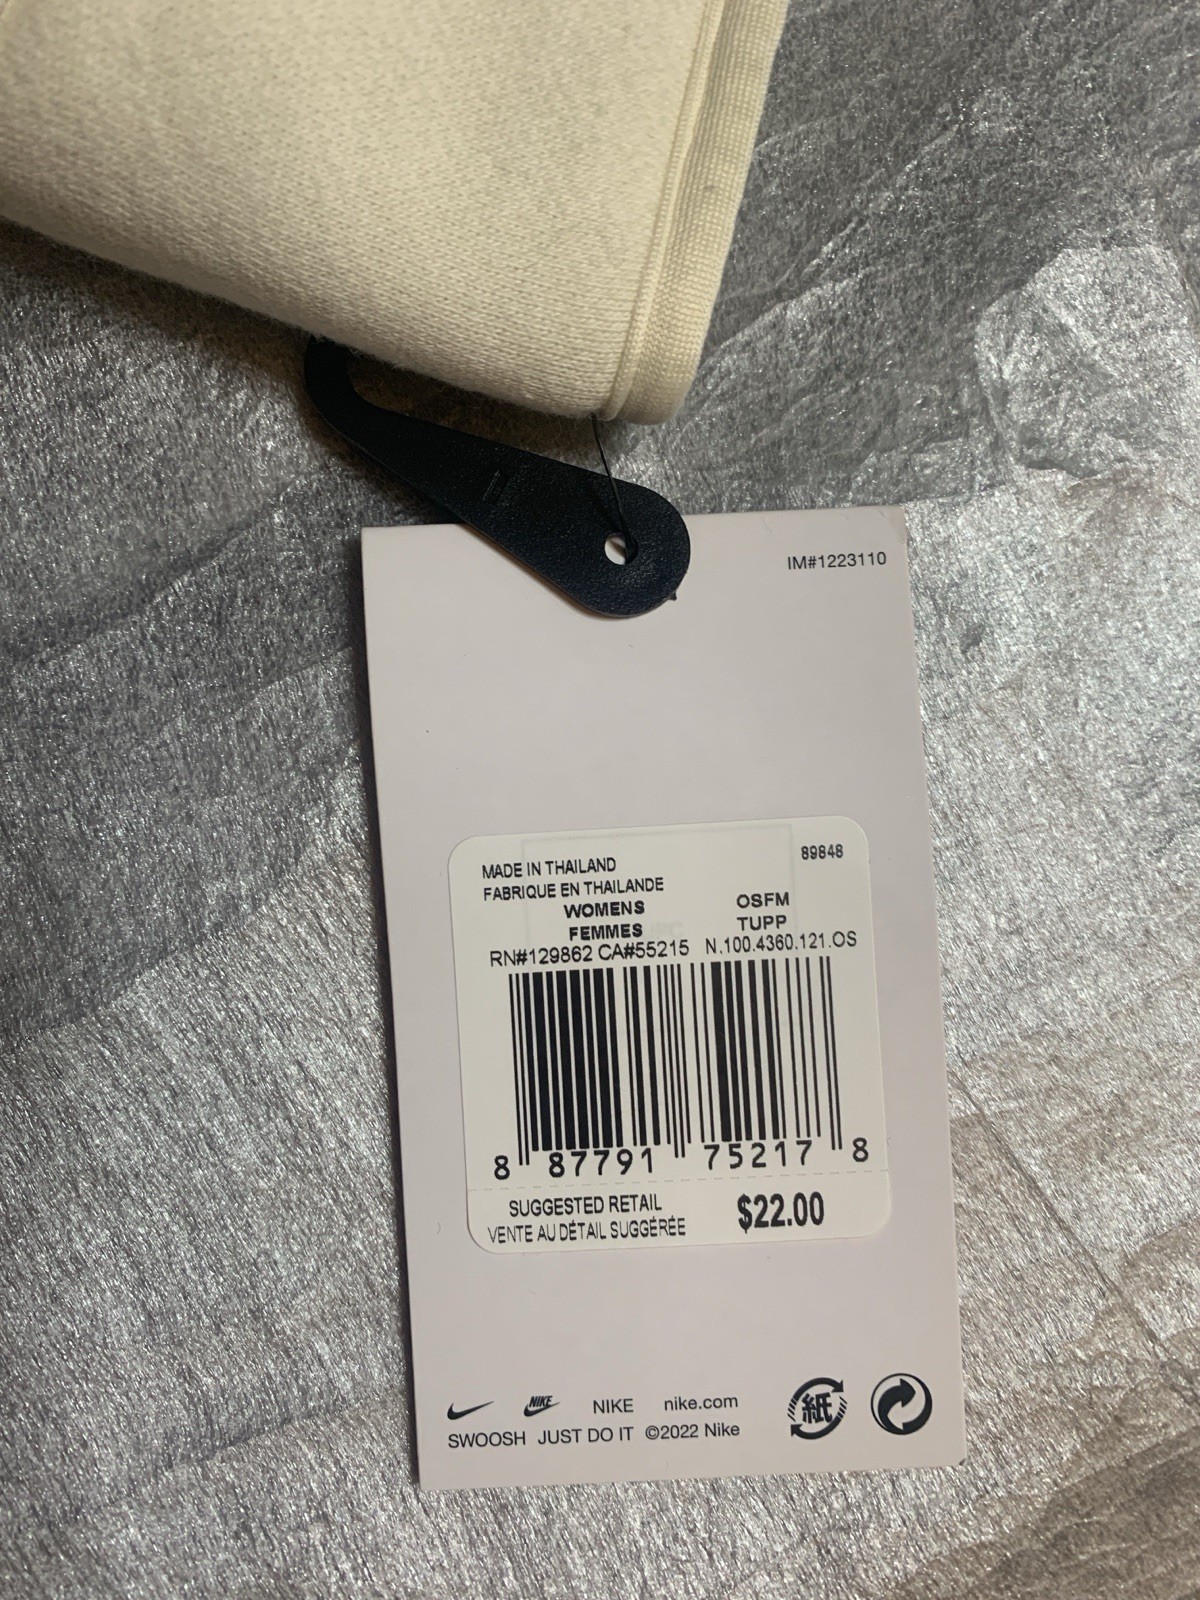 IM#1223110
MADE IN THAILAND
89848
FABRIQUE EN THAILANDE
WOMENS
OSFM
FEMMES
TUPP
RN#129862 CA#55215 N.100.4360.121.OS
8 87791 75217 8
SUGGESTED RETAIL
VENTE AU DÉTAIL SUGGÉRÉE
$22.00
NIKE NIKE nike.com
SWOOSH JUST DO IT ©2022 Nike
紙